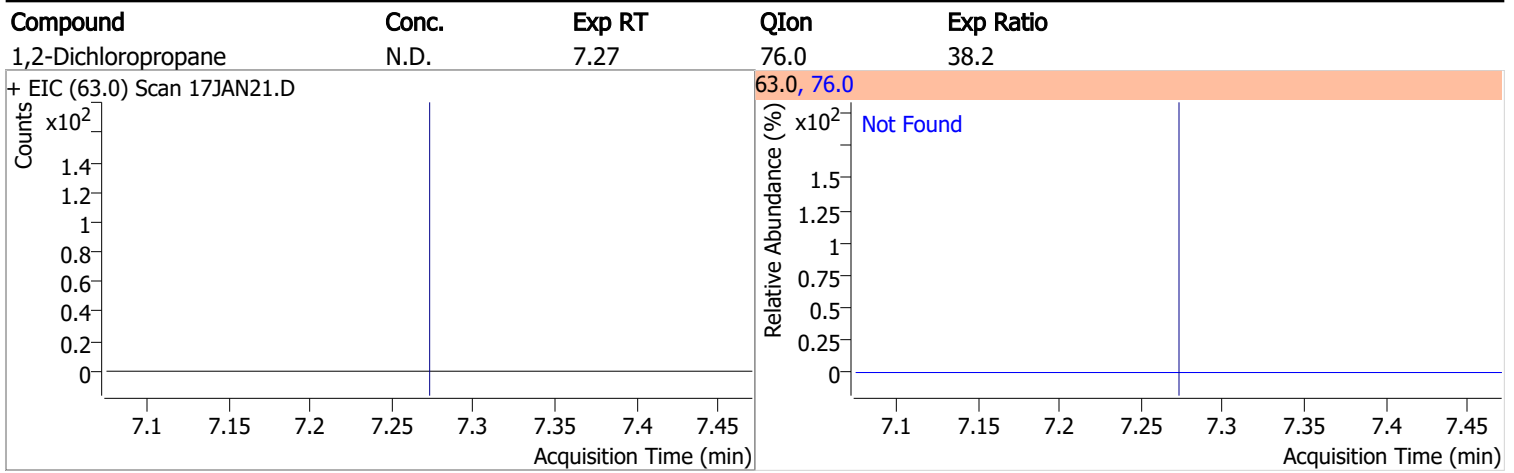 Compound Conc. Exp RT QIon Exp Ratio
1,2-Dichloropropane N.D. 7.27 76.0 38.2
+ EIC (63.0) Scan 17JAN21.D
Counts
x10²
1.4
1.2
1
0.8
0.6
0.4
0.2
0
7.1 7.15 7.2 7.25 7.3 7.35 7.4 7.45
Acquisition Time (min)
63.0, 76.0
Relative Abundance (%)
x10²
Not Found
1.5
1.25
1
0.75
0.5
0.25
0
7.1 7.15 7.2 7.25 7.3 7.35 7.4 7.45
Acquisition Time (min)